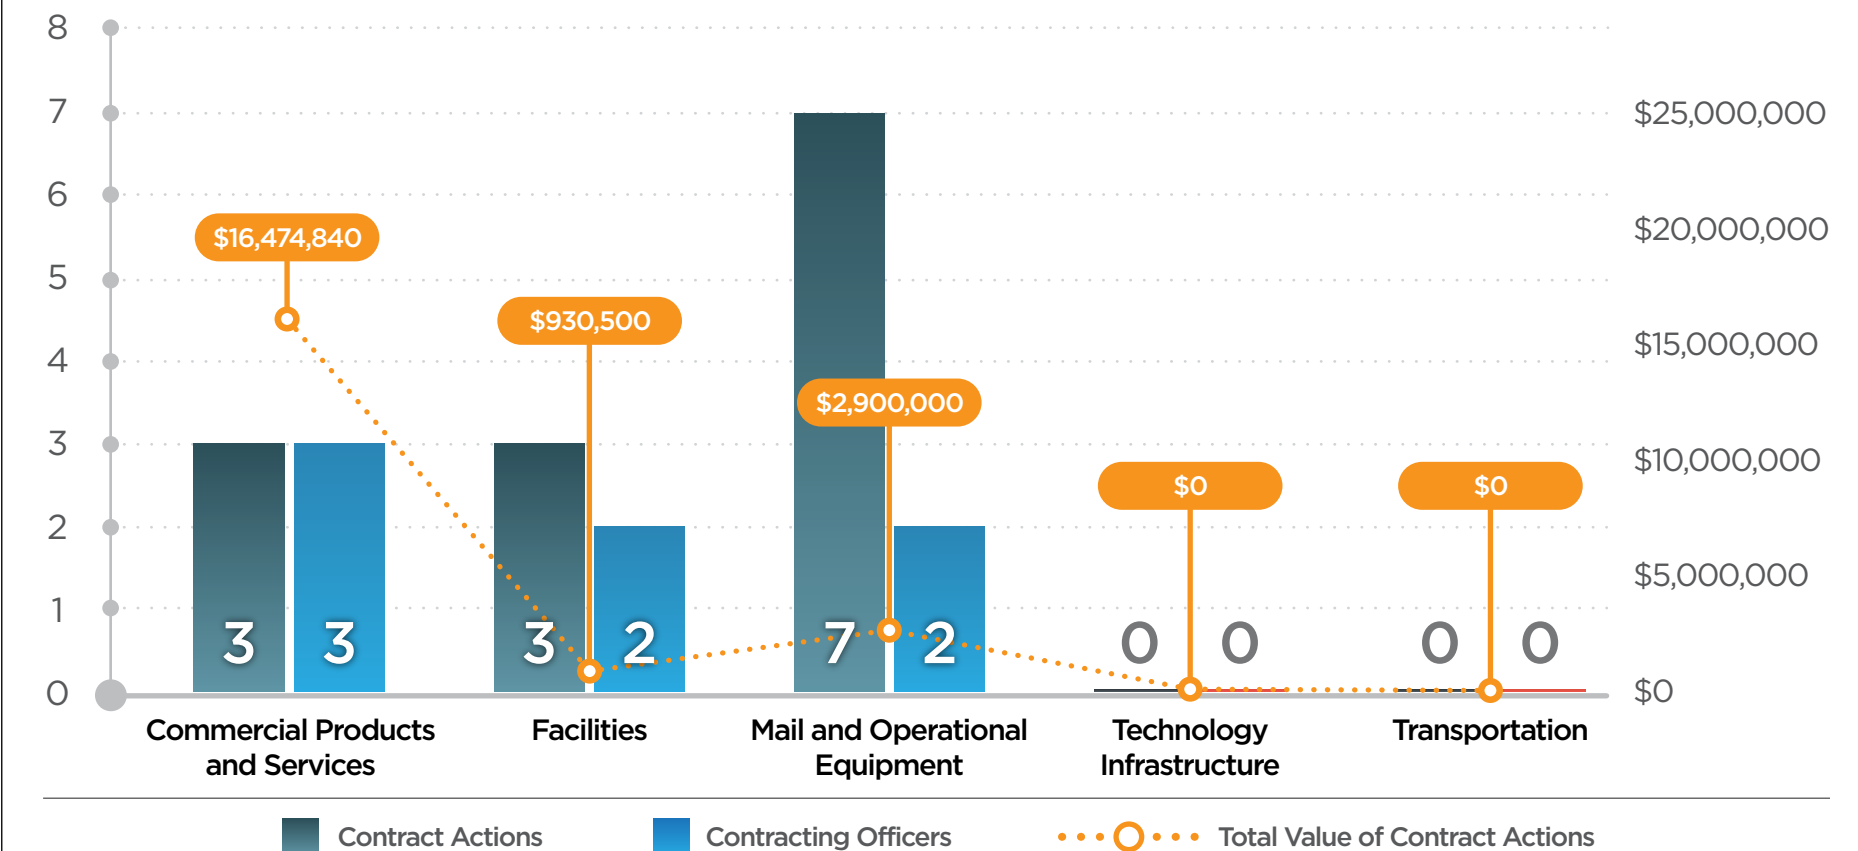 8
7
6
5
4
3
2
1
0
$25,000,000
$20,000,000
$15,000,000
$10,000,000
$5,000,000
$0
$16,474,840
$930,500
$2,900,000
$0
$0
3 3
3 2
7 2
0 0
0 0
Commercial Products
and Services
Facilities
Mail and Operational
Equipment
Technology
Infrastructure
Transportation
Contract Actions
Contracting Officers
Total Value of Contract Actions